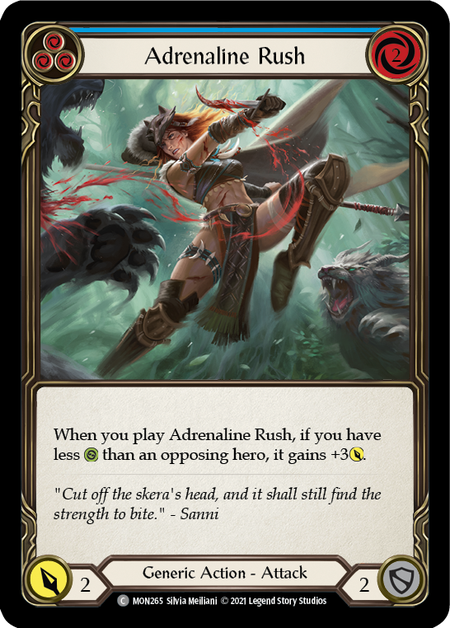 Adrenaline Rush
2
When you play Adrenaline Rush, if you have
less than an opposing hero, it gains +3.
"Cut off the skera's head, and it shall still find the
strength to bite." - Sanni
2
Generic Action - Attack
2
C MON265 Silvia Meiliani © 2021 Legend Story Studios